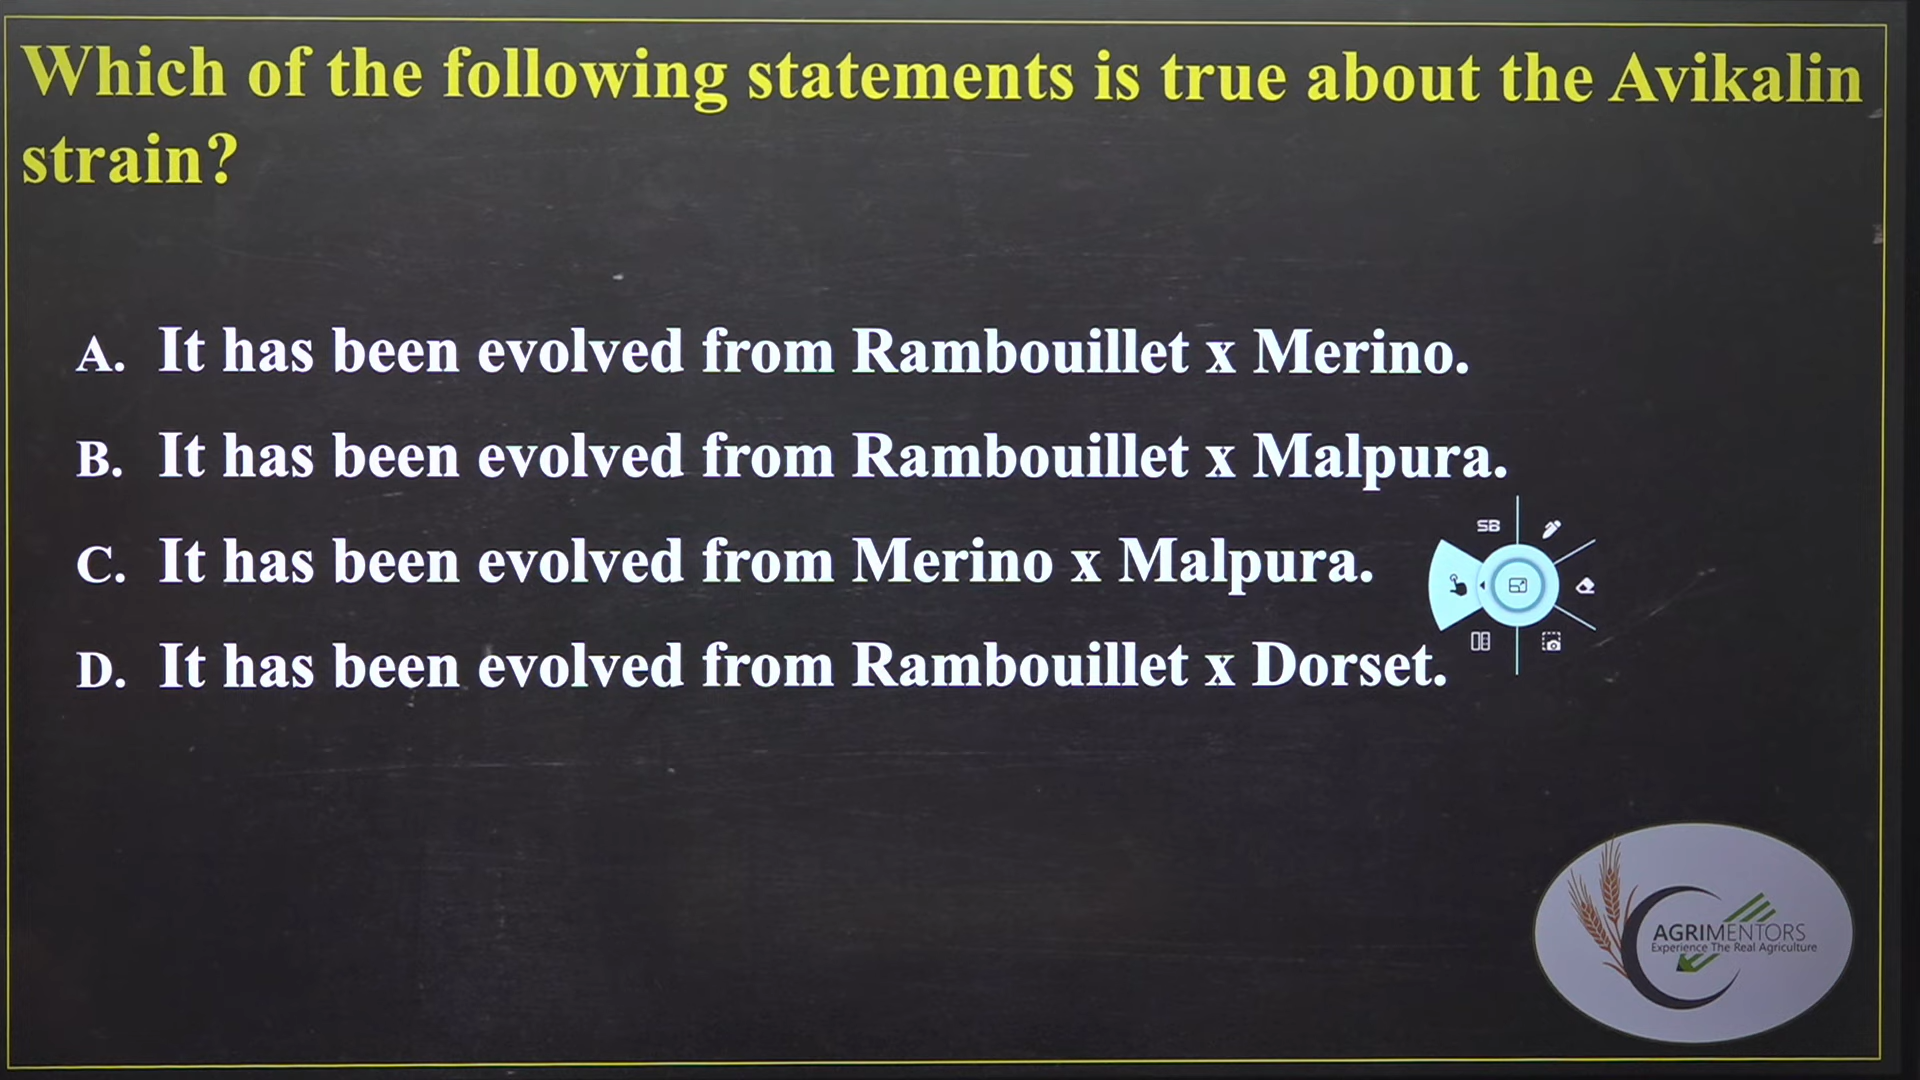 Which of the following statements is true about the Avikalin
strain?
A. It has been evolved from Rambouillet x Merino.
B. It has been evolved from Rambouillet x Malpura.
C. It has been evolved from Merino x Malpura.
D. It has been evolved from Rambouillet x Dorset.
SB
AGRIMENTORS
Experience The Real Agriculture